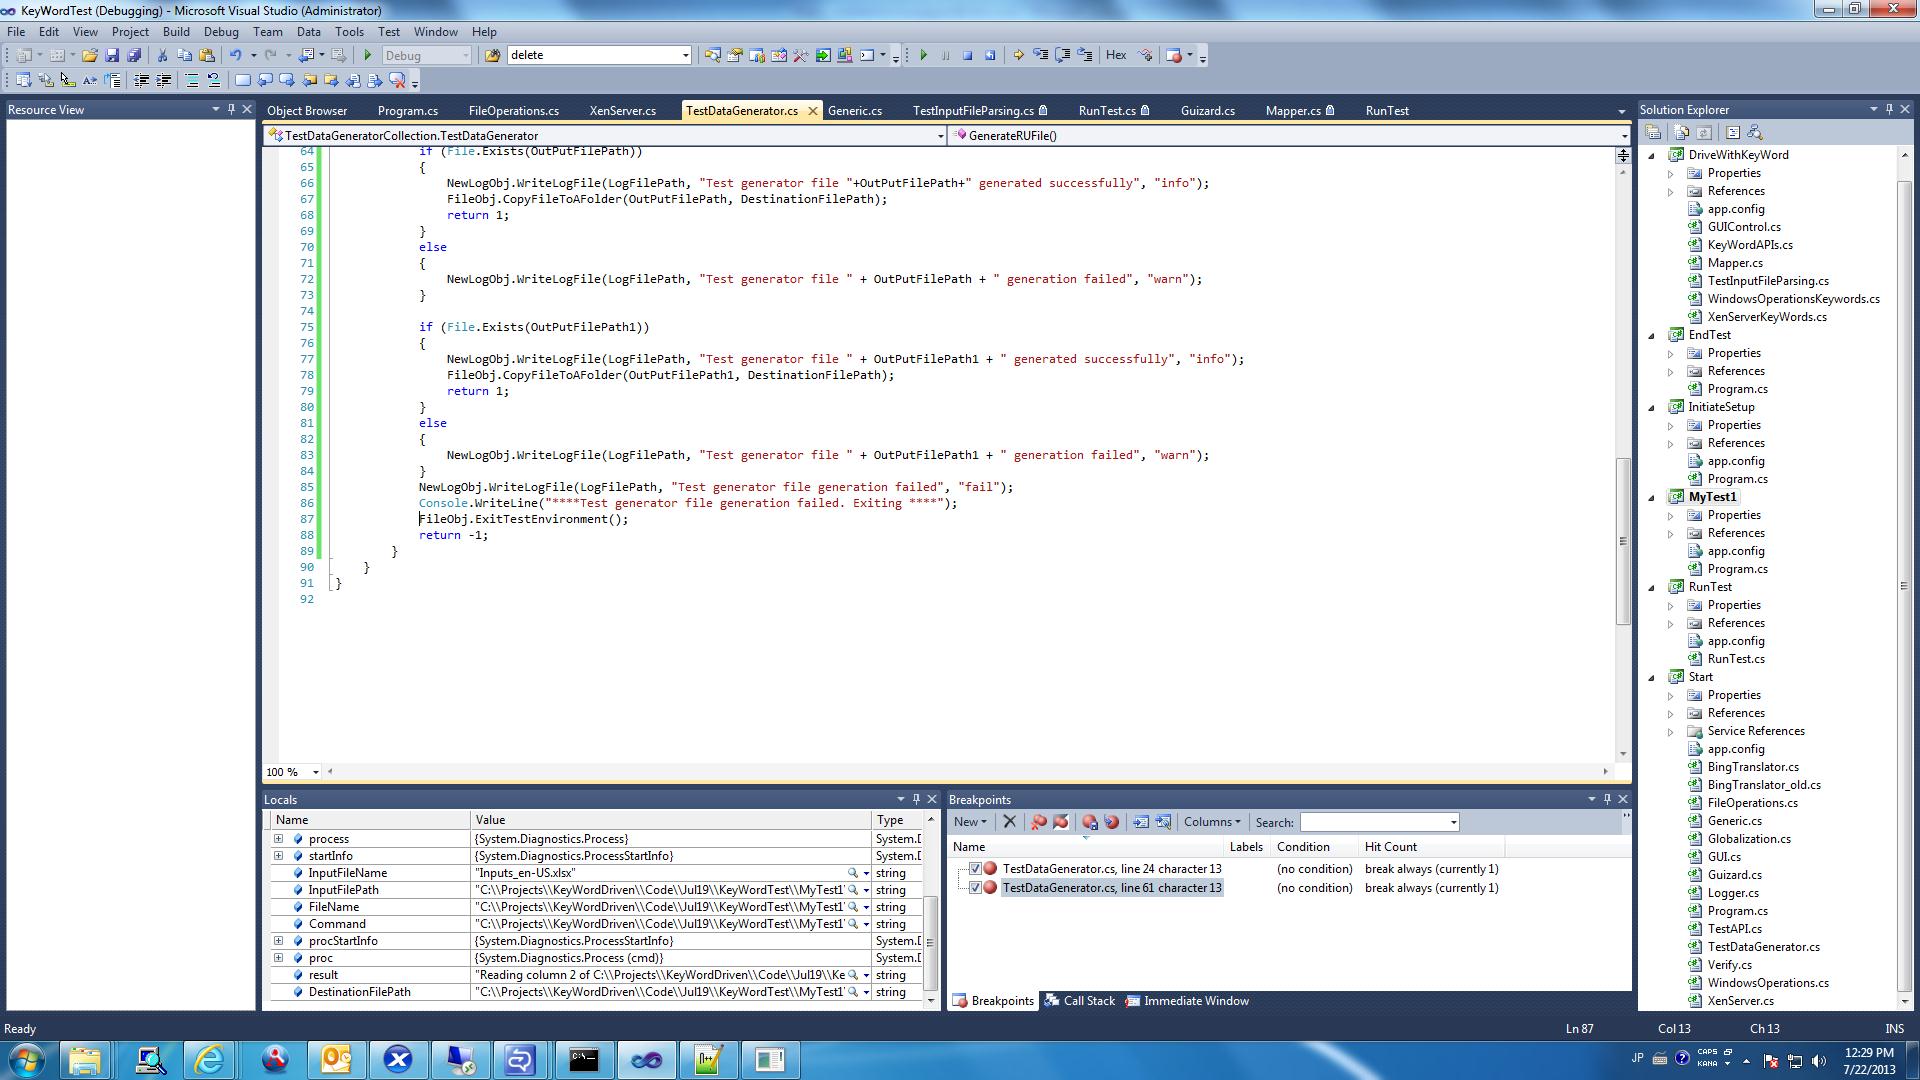 KeyWordTest (Debugging) - Microsoft Visual Studio (Administrator)
File Edit View Project Build Debug Team Data Tools Test Window Help
Debug delete Hex
Resource View
Object Browser Program.cs FileOperations.cs XenServer.cs TestDataGenerator.cs Generic.cs TestInputFileParsing.cs RunTest.cs Guizard.cs Mapper.cs RunTest
TestDataGeneratorCollection.TestDataGenerator GenerateRUFile()
64 if (File.Exists(OutPutFilePath))
65 {
66 NewLogObj.WriteLogFile(LogFilePath, "Test generator file "+OutPutFilePath+" generated successfully", "info");
67 FileObj.CopyFileToAFolder(OutPutFilePath, DestinationFilePath);
68 return 1;
69 }
70 else
71 {
72 NewLogObj.WriteLogFile(LogFilePath, "Test generator file " + OutPutFilePath + " generation failed", "warn");
73 }
74
75 if (File.Exists(OutPutFilePath1))
76 {
77 NewLogObj.WriteLogFile(LogFilePath, "Test generator file " + OutPutFilePath1 + " generated successfully", "info");
78 FileObj.CopyFileToAFolder(OutPutFilePath1, DestinationFilePath);
79 return 1;
80 }
81 else
82 {
83 NewLogObj.WriteLogFile(LogFilePath, "Test generator file " + OutPutFilePath1 + " generation failed", "warn");
84 }
85 NewLogObj.WriteLogFile(LogFilePath, "Test generator file generation failed", "fail");
86 Console.WriteLine("****Test generator file generation failed. Exiting ****");
87 FileObj.ExitTestEnvironment();
88 return -1;
89 }
90 }
91 }
92
100 %
Solution Explorer
DriveWithKeyWord
Properties
References
app.config
GUIControl.cs
KeyWordAPIs.cs
Mapper.cs
TestInputFileParsing.cs
WindowsOperationsKeywords.cs
XenServerKeyWords.cs
EndTest
Properties
References
Program.cs
InitiateSetup
Properties
References
app.config
Program.cs
MyTest1
Properties
References
app.config
Program.cs
RunTest
Properties
References
app.config
RunTest.cs
Start
Properties
References
Service References
app.config
BingTranslator.cs
BingTranslator_old.cs
FileOperations.cs
Generic.cs
Globalization.cs
GUI.cs
Guizard.cs
Logger.cs
Program.cs
TestAPI.cs
TestDataGenerator.cs
Verify.cs
WindowsOperations.cs
XenServer.cs
Locals
Name Value Type
process {System.Diagnostics.Process} System.D
startInfo {System.Diagnostics.ProcessStartInfo} System.D
InputFileName "Inputs_en-US.xlsx" string
InputFilePath "C:\\Projects\\KeyWordDriven\\Code\\Jul19\\KeyWordTest\\MyTest1' string
FileName "C:\\Projects\\KeyWordDriven\\Code\\Jul19\\KeyWordTest\\MyTest1' string
Command "C:\\Projects\\KeyWordDriven\\Code\\Jul19\\KeyWordTest\\MyTest1' string
procStartInfo {System.Diagnostics.ProcessStartInfo} System.D
proc {System.Diagnostics.Process (cmd)} System.D
result "Reading column 2 of C:\\Projects\\KeyWordDriven\\Code\\Jul19\\Ke string
DestinationFilePath "C:\\Projects\\KeyWordDriven\\Code\\Jul19\\KeyWordTest\\MyTest1' string
Breakpoints
New Columns Search:
Name Labels Condition Hit Count
TestDataGenerator.cs, line 24 character 13 (no condition) break always (currently 1)
TestDataGenerator.cs, line 61 character 13 (no condition) break always (currently 1)
Breakpoints Call Stack Immediate Window
Ready Ln 87 Col 13 Ch 13 INS
JP CAPS KANA 12:29 PM
7/22/2013